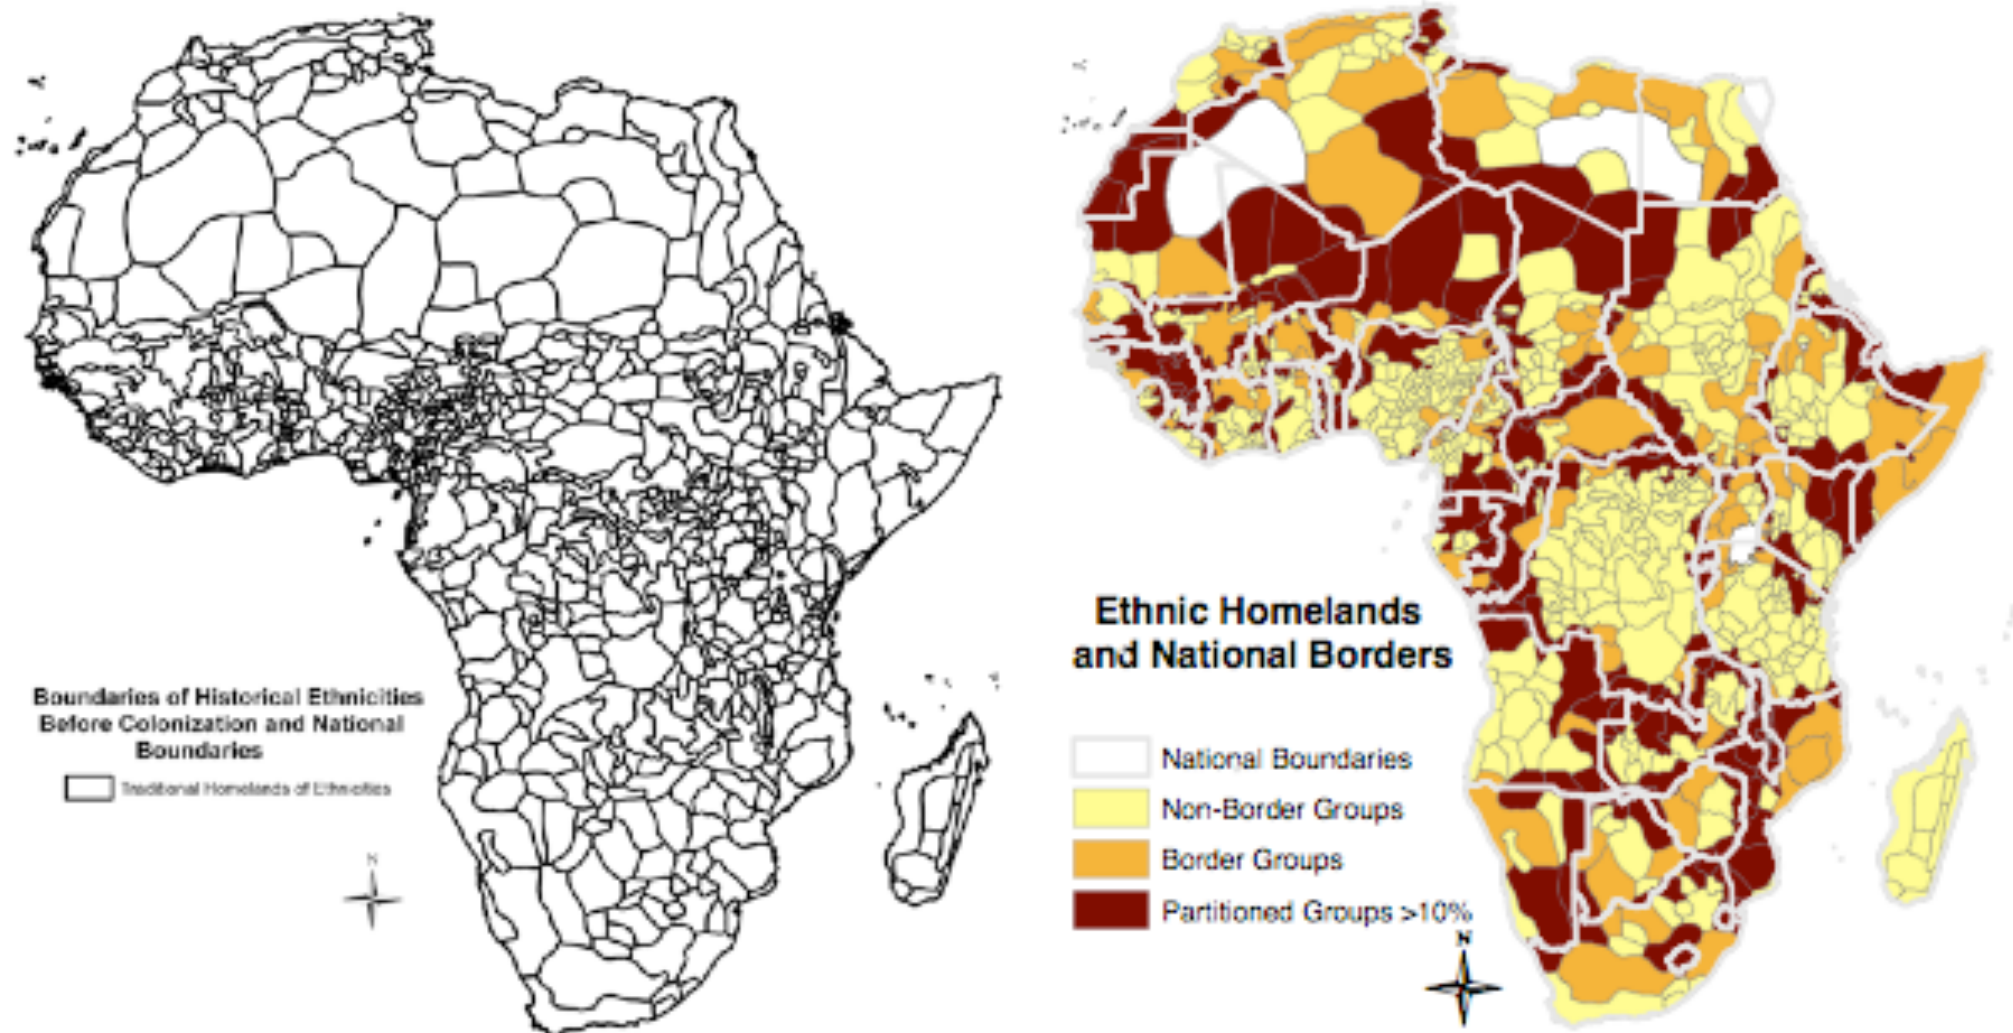 Boundaries of Historical Ethnicities
Before Colonization and National
Boundaries
Traditional Homelands of Ethnicities
N
Ethnic Homelands
and National Borders
National Boundaries
Non-Border Groups
Border Groups
Partitioned Groups >10%
N